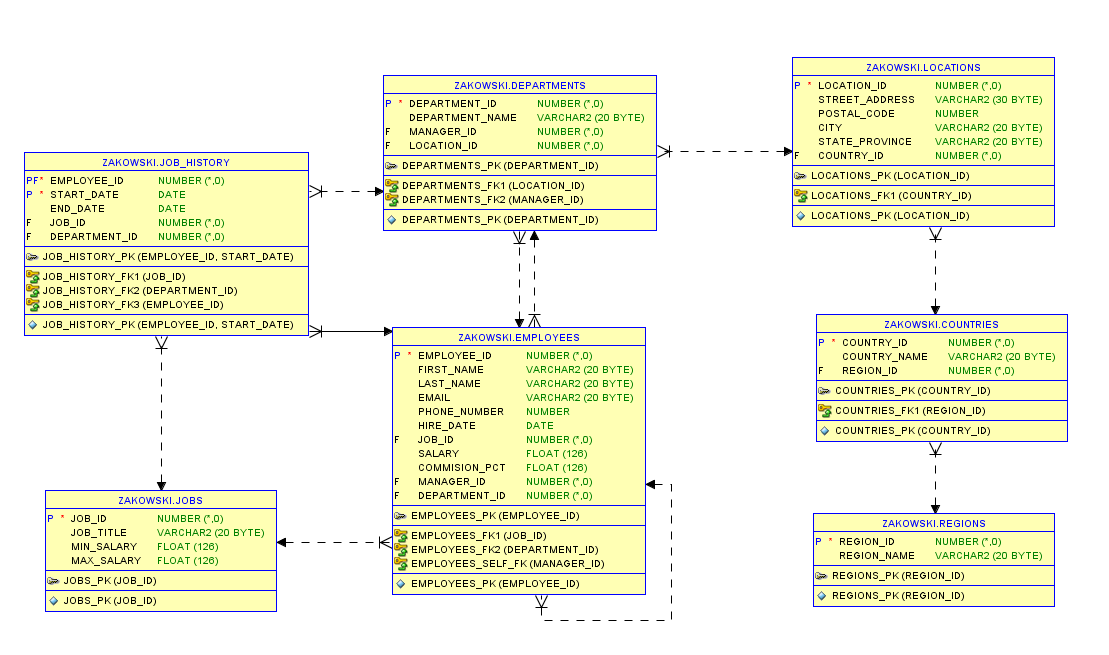 ZAKOWSKI.JOB_HISTORY
PF* EMPLOYEE_ID NUMBER (*,0)
P * START_DATE DATE
END_DATE DATE
F JOB_ID NUMBER (*,0)
F DEPARTMENT_ID NUMBER (*,0)
JOB_HISTORY_PK (EMPLOYEE_ID, START_DATE)
JOB_HISTORY_FK1 (JOB_ID)
JOB_HISTORY_FK2 (DEPARTMENT_ID)
JOB_HISTORY_FK3 (EMPLOYEE_ID)
JOB_HISTORY_PK (EMPLOYEE_ID, START_DATE)
ZAKOWSKI.DEPARTMENTS
P * DEPARTMENT_ID NUMBER (*,0)
DEPARTMENT_NAME VARCHAR2 (20 BYTE)
F MANAGER_ID NUMBER (*,0)
F LOCATION_ID NUMBER (*,0)
DEPARTMENTS_PK (DEPARTMENT_ID)
DEPARTMENTS_FK1 (LOCATION_ID)
DEPARTMENTS_FK2 (MANAGER_ID)
DEPARTMENTS_PK (DEPARTMENT_ID)
ZAKOWSKI.LOCATIONS
P * LOCATION_ID NUMBER (*,0)
STREET_ADDRESS VARCHAR2 (30 BYTE)
POSTAL_CODE NUMBER
CITY VARCHAR2 (20 BYTE)
STATE_PROVINCE VARCHAR2 (20 BYTE)
F COUNTRY_ID NUMBER (*,0)
LOCATIONS_PK (LOCATION_ID)
LOCATIONS_FK1 (COUNTRY_ID)
LOCATIONS_PK (LOCATION_ID)
ZAKOWSKI.EMPLOYEES
P * EMPLOYEE_ID NUMBER (*,0)
FIRST_NAME VARCHAR2 (20 BYTE)
LAST_NAME VARCHAR2 (20 BYTE)
EMAIL VARCHAR2 (20 BYTE)
PHONE_NUMBER NUMBER
HIRE_DATE DATE
F JOB_ID NUMBER (*,0)
SALARY FLOAT (126)
COMMISION_PCT FLOAT (126)
F MANAGER_ID NUMBER (*,0)
F DEPARTMENT_ID NUMBER (*,0)
EMPLOYEES_PK (EMPLOYEE_ID)
EMPLOYEES_FK1 (JOB_ID)
EMPLOYEES_FK2 (DEPARTMENT_ID)
EMPLOYEES_SELF_FK (MANAGER_ID)
EMPLOYEES_PK (EMPLOYEE_ID)
ZAKOWSKI.COUNTRIES
P * COUNTRY_ID NUMBER (*,0)
COUNTRY_NAME VARCHAR2 (20 BYTE)
F REGION_ID NUMBER (*,0)
COUNTRIES_PK (COUNTRY_ID)
COUNTRIES_FK1 (REGION_ID)
COUNTRIES_PK (COUNTRY_ID)
ZAKOWSKI.JOBS
P * JOB_ID NUMBER (*,0)
JOB_TITLE VARCHAR2 (20 BYTE)
MIN_SALARY FLOAT (126)
MAX_SALARY FLOAT (126)
JOBS_PK (JOB_ID)
JOBS_PK (JOB_ID)
ZAKOWSKI.REGIONS
P * REGION_ID NUMBER (*,0)
REGION_NAME VARCHAR2 (20 BYTE)
REGIONS_PK (REGION_ID)
REGIONS_PK (REGION_ID)